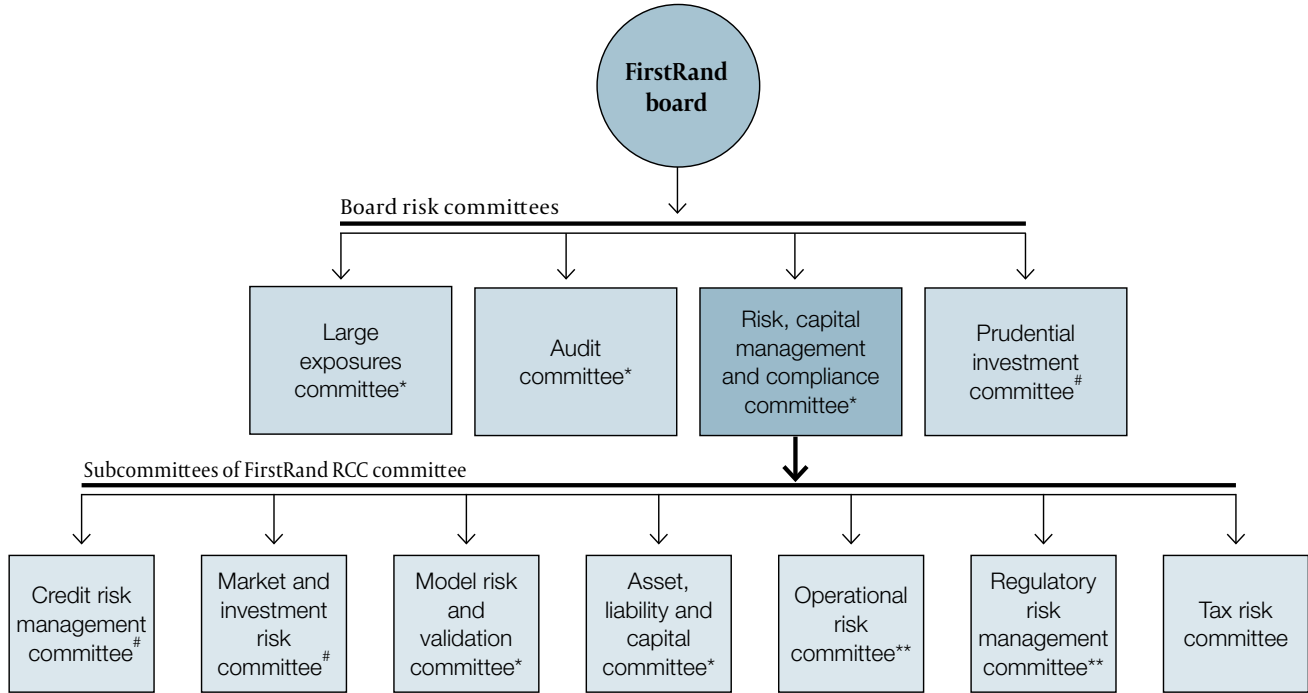 FirstRand
board
Board risk committees
Large
exposures
committee*
Audit
committee*
Risk, capital
management
and compliance
committee*
Prudential
investment
committee#
Subcommittees of FirstRand RCC committee
Credit risk
management
committee#
Market and
investment
risk
committee#
Model risk
and
validation
committee*
Asset,
liability and
capital
committee*
Operational
risk
committee**
Regulatory
risk
management
committee**
Tax risk
committee